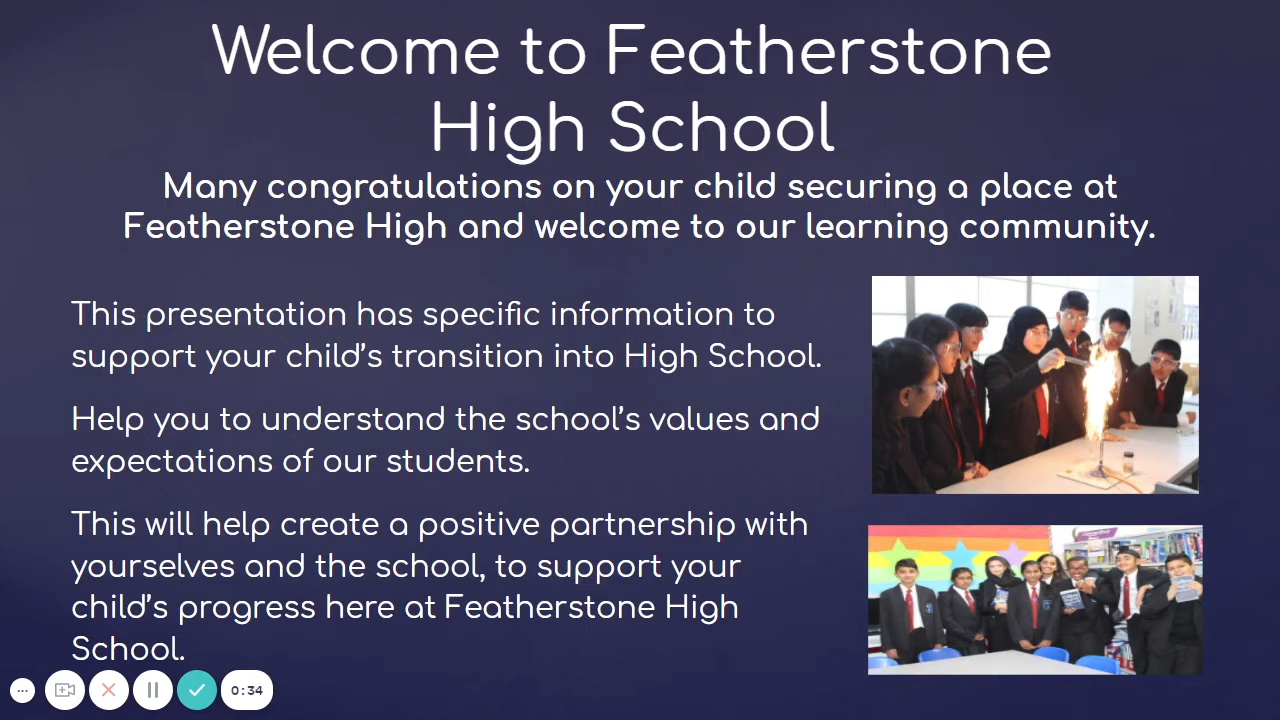 Welcome to Featherstone
High School
Many congratulations on your child securing a place at
Featherstone High and welcome to our learning community.
This presentation has specific information to
support your child’s transition into High School.
Help you to understand the school’s values and
expectations of our students.
This will help create a positive partnership with
yourselves and the school, to support your
child’s progress here at Featherstone High
School.
0:34